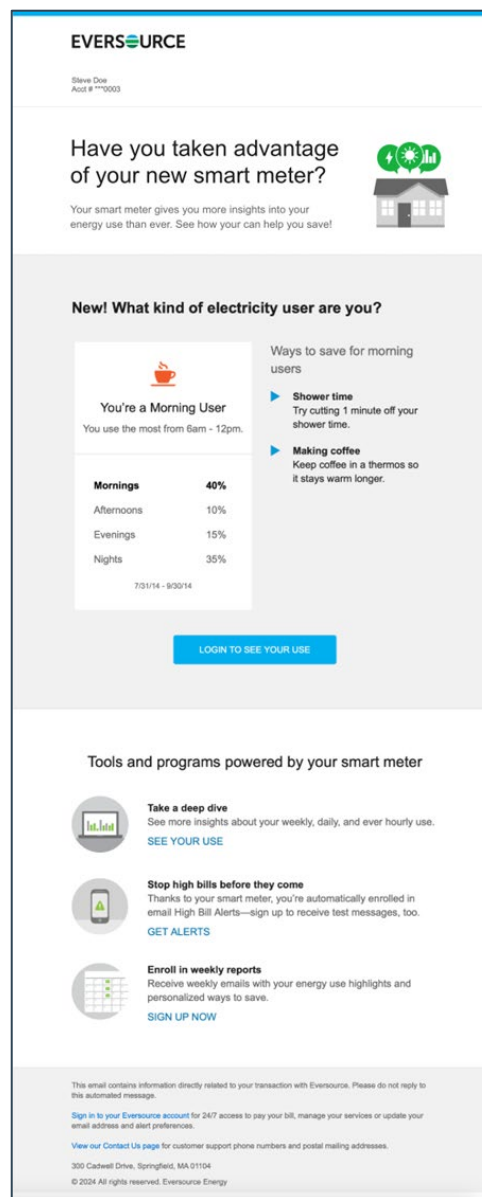 EVERSOURCE
Steve Doe
Acct # ***0003
Have you taken advantage
of your new smart meter?
Your smart meter gives you more insights into your
energy use than ever. See how your can help you save!
New! What kind of electricity user are you?
You're a Morning User
You use the most from 6am - 12pm.
Mornings 40%
Afternoons 10%
Evenings 15%
Nights 35%
7/31/14 - 9/30/14
Ways to save for morning
users
Shower time
Try cutting 1 minute off your
shower time.
Making coffee
Keep coffee in a thermos so
it stays warm longer.
LOGIN TO SEE YOUR USE
Tools and programs powered by your smart meter
Take a deep dive
See more insights about your weekly, daily, and ever hourly use.
SEE YOUR USE
Stop high bills before they come
Thanks to your smart meter, you're automatically enrolled in
email High Bill Alerts—sign up to receive test messages, too.
GET ALERTS
Enroll in weekly reports
Receive weekly emails with your energy use highlights and
personalized ways to save.
SIGN UP NOW
This email contains information directly related to your transaction with Eversource. Please do not reply to
this automated message.
Sign in to your Eversource account for 24/7 access to pay your bill, manage your services or update your
email address and alert preferences.
View our Contact Us page for customer support phone numbers and postal mailing addresses.
300 Cadwell Drive, Springfield, MA 01104
© 2024 All rights reserved. Eversource Energy